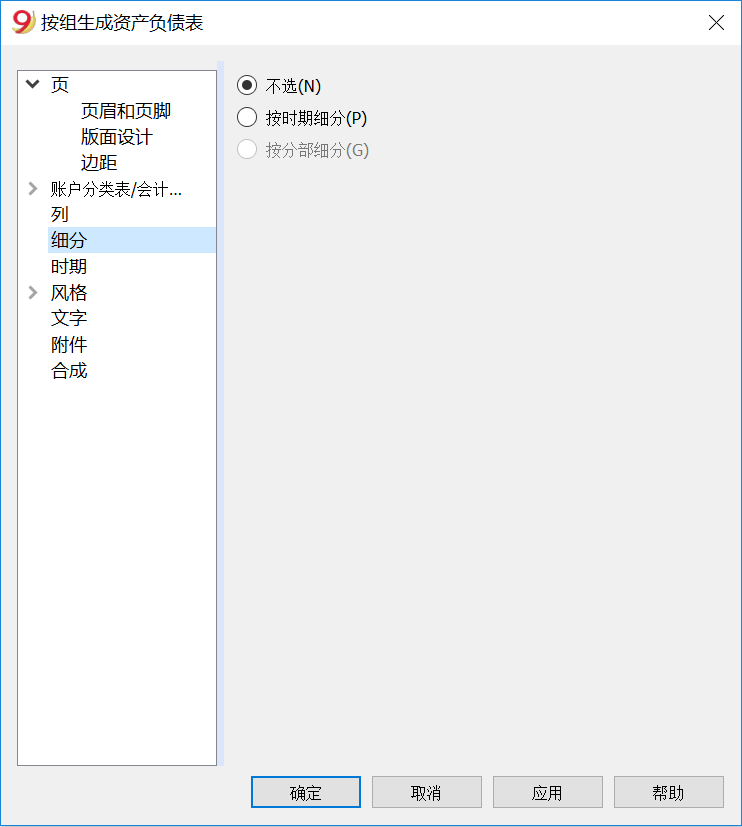 按组生成资产负债表
页
页眉和页脚
版面设计
边距
账户分类表/会计...
列
细分
时期
风格
文字
附件
合成
不选(N)
按时期细分(P)
按分部细分(G)
确定
取消
应用
帮助